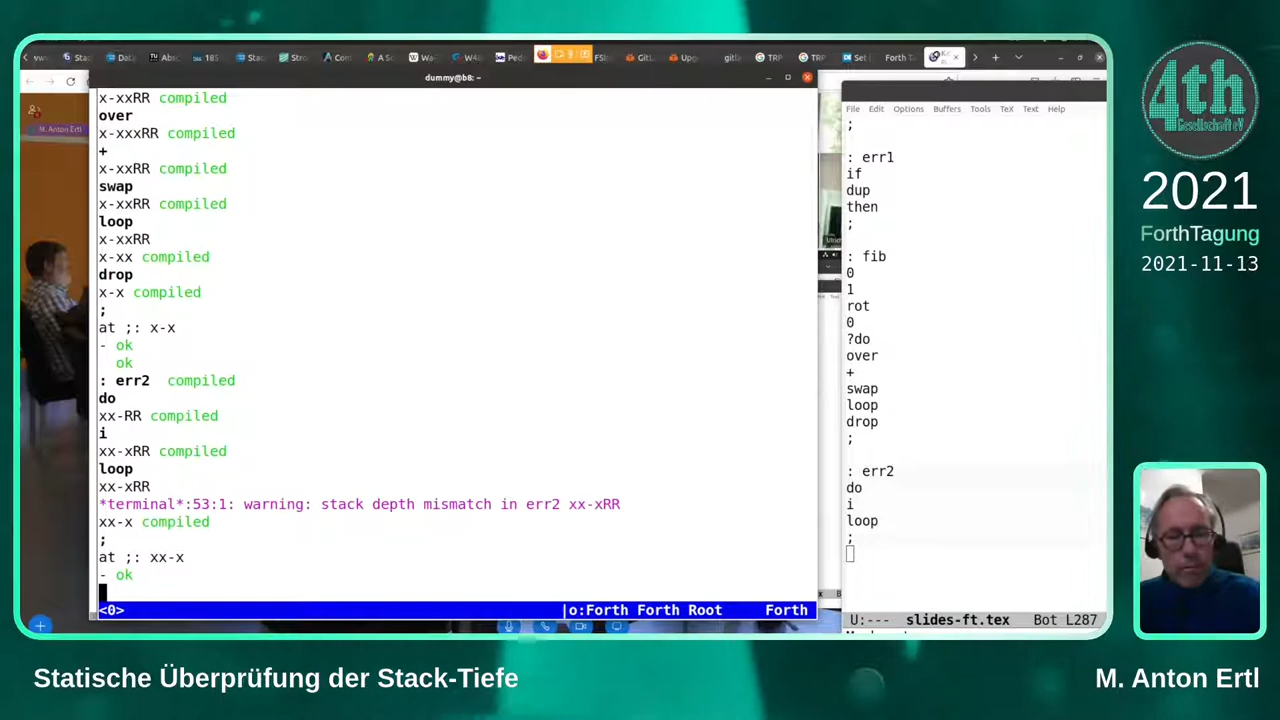 dummy@b8: ~
x-xxRR compiled
over
x-xxxRR compiled
+
x-xxRR compiled
swap
x-xxRR compiled
loop
x-xxRR
x-xx compiled
drop
x-x compiled
;
at ;: x-x
- ok
ok
: err2 compiled
do
xx-RR compiled
i
xx-xRR compiled
loop
xx-xRR
*terminal*:53:1: warning: stack depth mismatch in err2 xx-xRR
xx-x compiled
;
at ;: xx-x
- ok
<0> |o:Forth Forth Root Forth
M. Anton Ertl
File Edit Options Buffers Tools TeX Text Help
;
: err1
if
dup
then
;
: fib
0
1
rot
0
?do
over
+
swap
loop
drop
;
: err2
do
i
loop
;
U:--- slides-ft.tex Bot L287
4th
Gesellschaft eV
2021
ForthTagung
2021-11-13
Statische Überprüfung der Stack-Tiefe
M. Anton Ertl